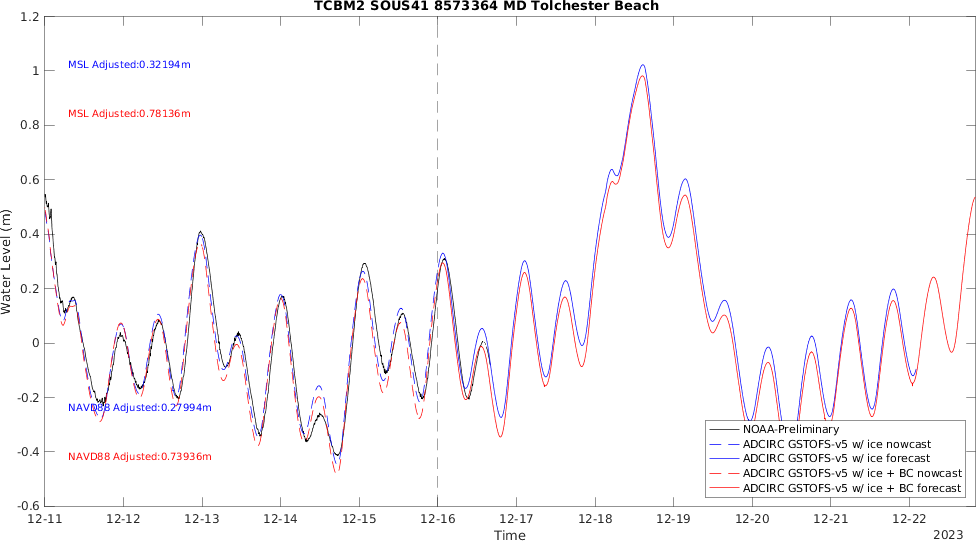 TCBM2 SOUS41 8573364 MD Tolchester Beach
1.2
1
0.8
0.6
0.4
0.2
0
-0.2
-0.4
-0.6
Water Level (m)
MSL Adjusted:0.32194m
MSL Adjusted:0.78136m
NAVD88 Adjusted:0.27994m
NAVD88 Adjusted:0.73936m
NOAA-Preliminary
ADCIRC GSTOFS-v5 w/ ice nowcast
ADCIRC GSTOFS-v5 w/ ice forecast
ADCIRC GSTOFS-v5 w/ ice + BC nowcast
ADCIRC GSTOFS-v5 w/ ice + BC forecast
12-11 12-12 12-13 12-14 12-15 12-16 12-17 12-18 12-19 12-20 12-21 12-22
Time
2023